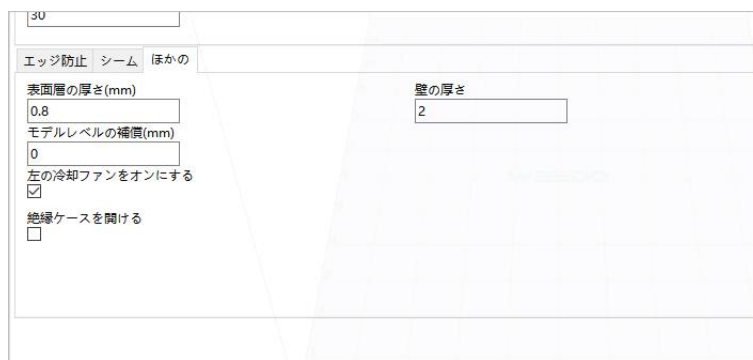 30
エッジ防止 シーム ほかの
表面層の厚さ(mm) 壁の厚さ
0.8 2
モデルレベルの補償(mm)
0
左の冷却ファンをオンにする
絶縁ケースを開ける